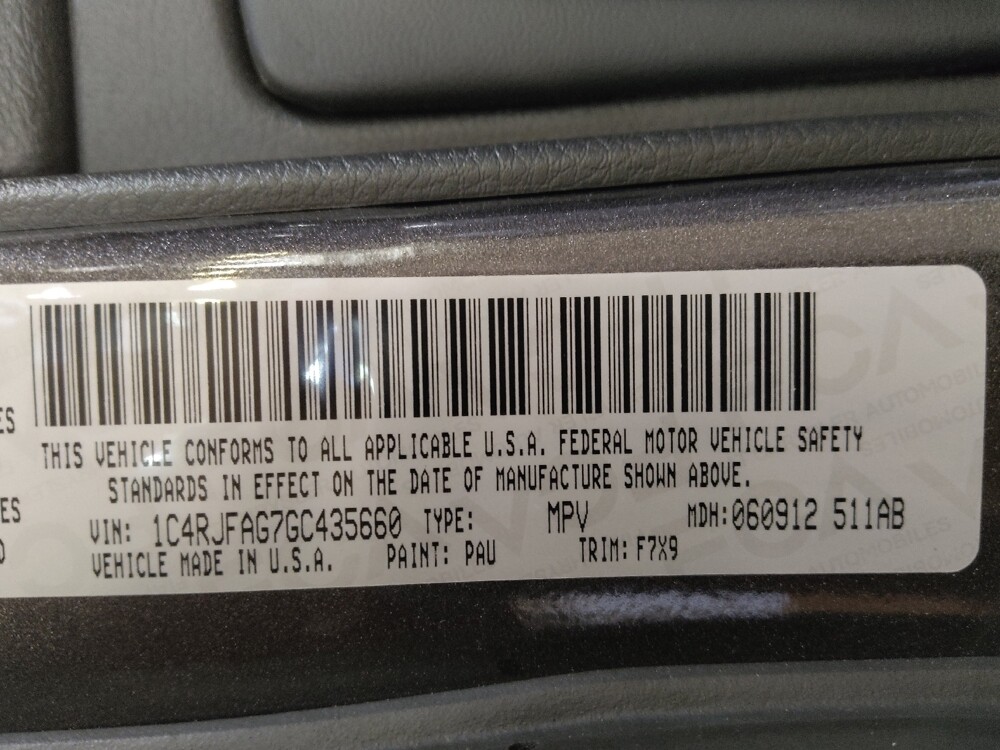 THIS VEHICLE CONFORMS TO ALL APPLICABLE U.S.A. FEDERAL MOTOR VEHICLE SAFETY
STANDARDS IN EFFECT ON THE DATE OF MANUFACTURE SHOWN ABOVE.
VIN: 1C4RJFAG7GC435660 TYPE: MPV MDH:060912 511AB
VEHICLE MADE IN U.S.A. PAINT: PAU TRIM: F7X9